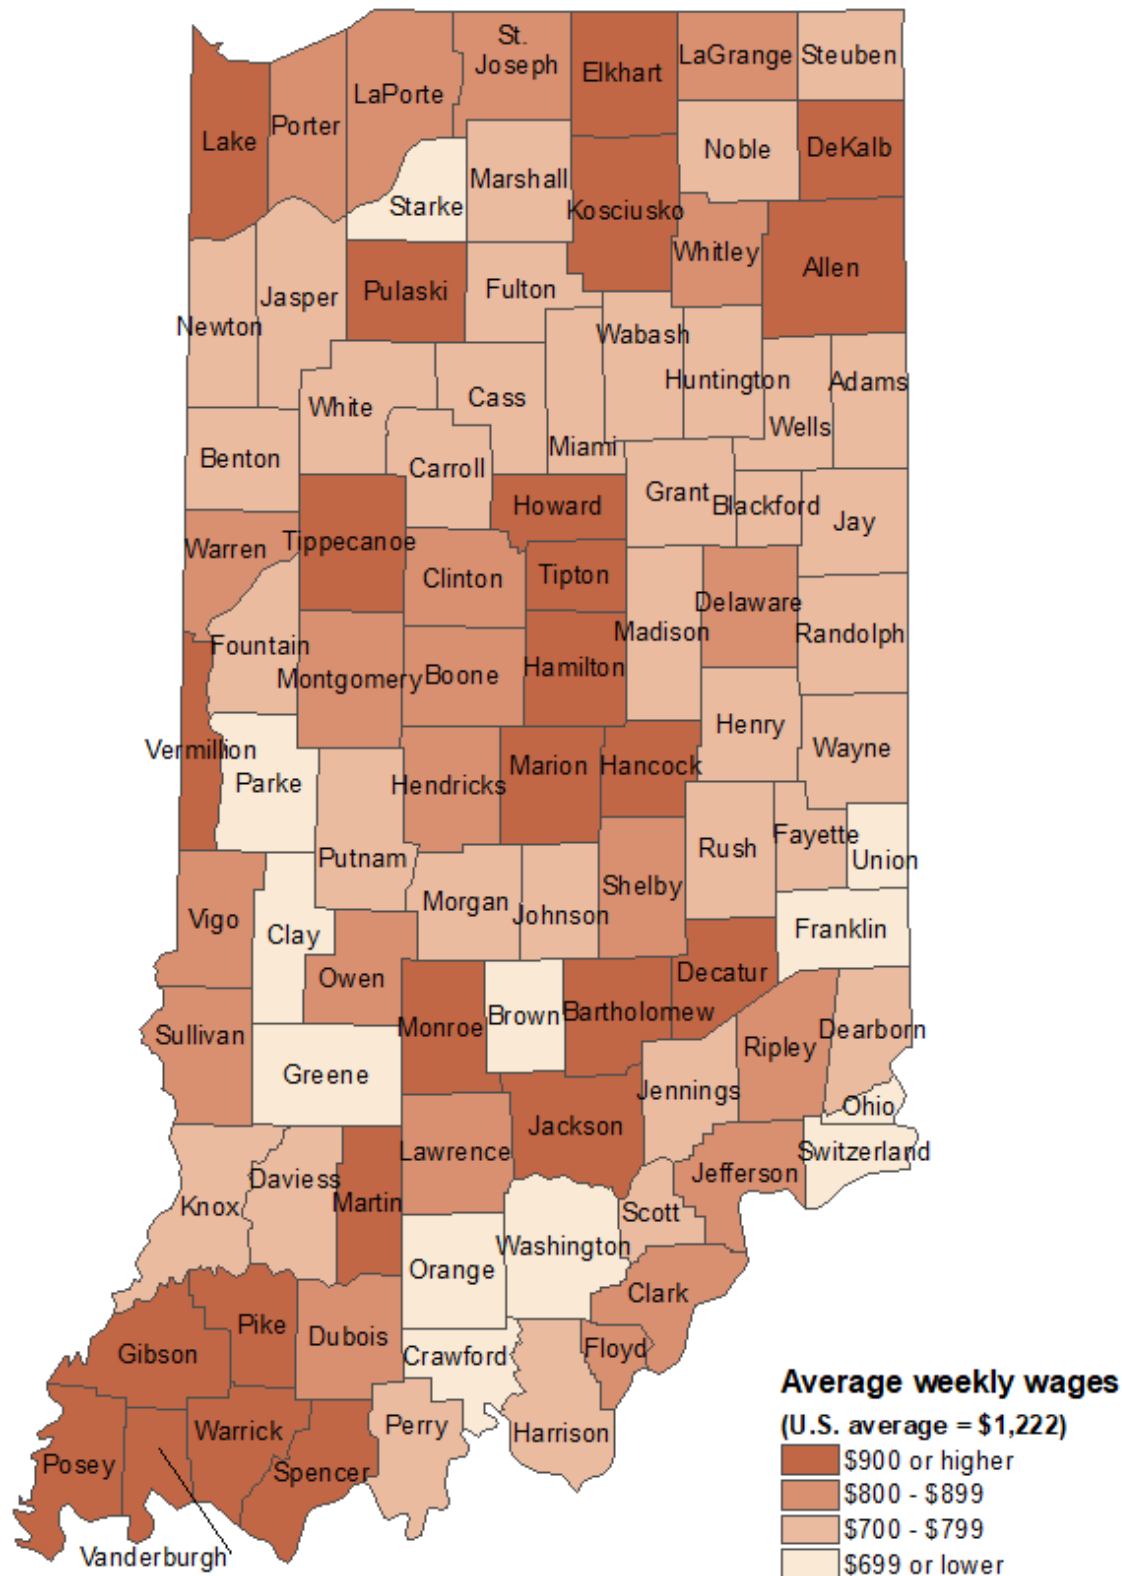 St.
Joseph
Elkhart
LaGrange
Steuben
LaPorte
Porter
Lake
Noble
DeKalb
Marshall
Starke
Kosciusko
Whitley
Allen
Pulaski
Fulton
Jasper
Newton
Wabash
Huntington
Adams
White
Cass
Wells
Miami
Benton
Carroll
Grant
Blackford
Howard
Jay
Warren
Tippecanoe
Clinton
Tipton
Delaware
Madison
Randolph
Fountain
Montgomery
Boone
Hamilton
Henry
Wayne
Vermillion
Parke
Hendricks
Marion
Hancock
Putnam
Rush
Fayette
Union
Shelby
Morgan
Johnson
Vigo
Clay
Franklin
Owen
Decatur
Brown
Bartholomew
Monroe
Sullivan
Greene
Ripley
Dearborn
Jennings
Ohio
Jackson
Lawrence
Switzerland
Jefferson
Daviess
Martin
Knox
Scott
Washington
Orange
Clark
Pike
Dubois
Gibson
Crawford
Floyd
Perry
Harrison
Warrick
Posey
Spencer
Vanderburgh
Average weekly wages
(U.S. average = $1,222)
$900 or higher
$800 - $899
$700 - $799
$699 or lower